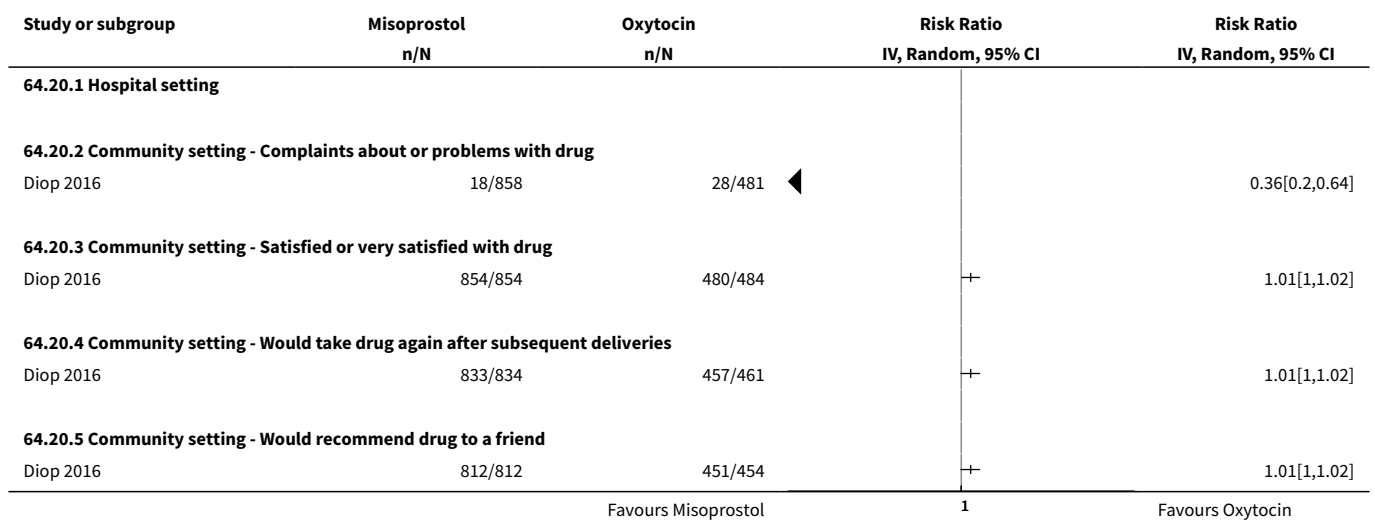 Study or subgroup Misoprostol Oxytocin Risk Ratio Risk Ratio
n/N n/N IV, Random, 95% CI IV, Random, 95% CI
64.20.1 Hospital setting
64.20.2 Community setting - Complaints about or problems with drug
Diop 2016 18/858 28/481 0.36[0.2,0.64]
64.20.3 Community setting - Satisfied or very satisfied with drug
Diop 2016 854/854 480/484 1.01[1,1.02]
64.20.4 Community setting - Would take drug again after subsequent deliveries
Diop 2016 833/834 457/461 1.01[1,1.02]
64.20.5 Community setting - Would recommend drug to a friend
Diop 2016 812/812 451/454 1.01[1,1.02]
Favours Misoprostol 1 Favours Oxytocin